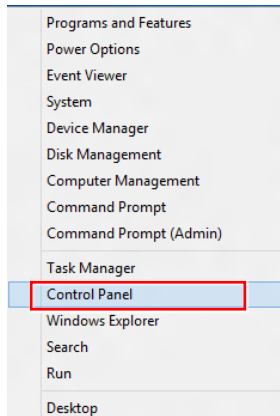 Programs and Features
Power Options
Event Viewer
System
Device Manager
Disk Management
Computer Management
Command Prompt
Command Prompt (Admin)
Task Manager
Control Panel
Windows Explorer
Search
Run
Desktop